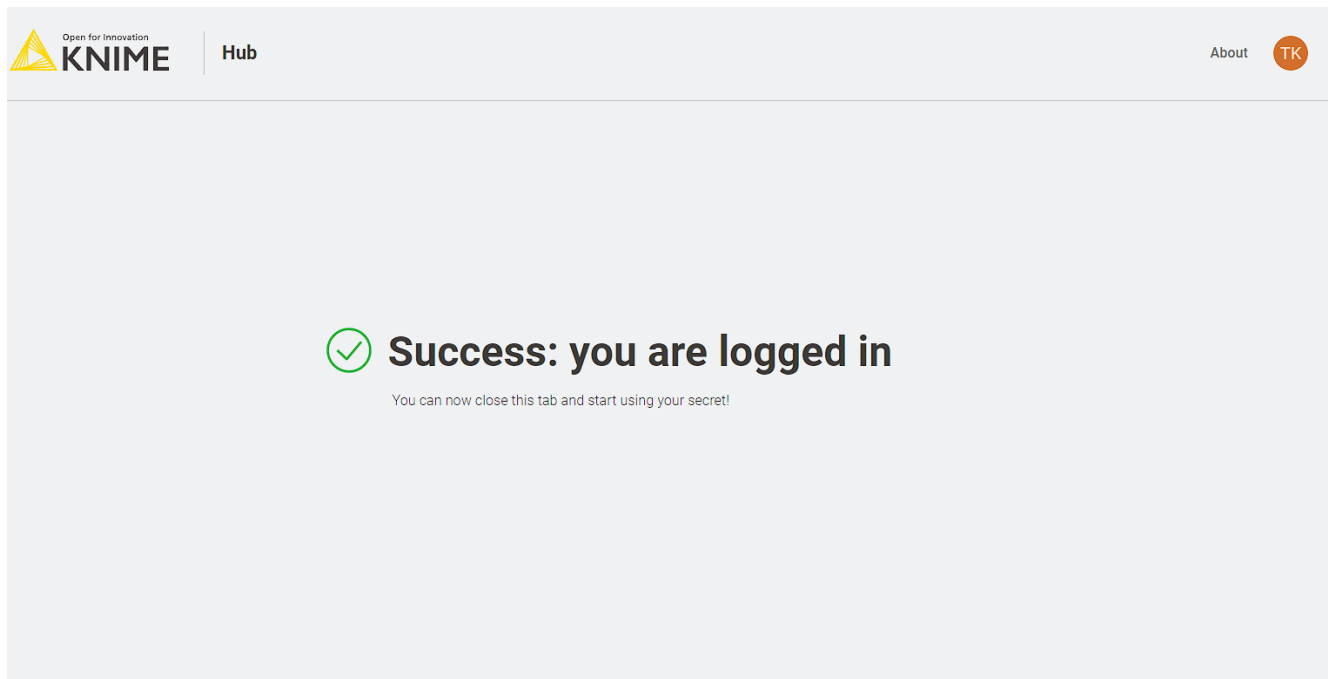 Open for Innovation
KNIME
Hub
About
TK
Success: you are logged in
You can now close this tab and start using your secret!